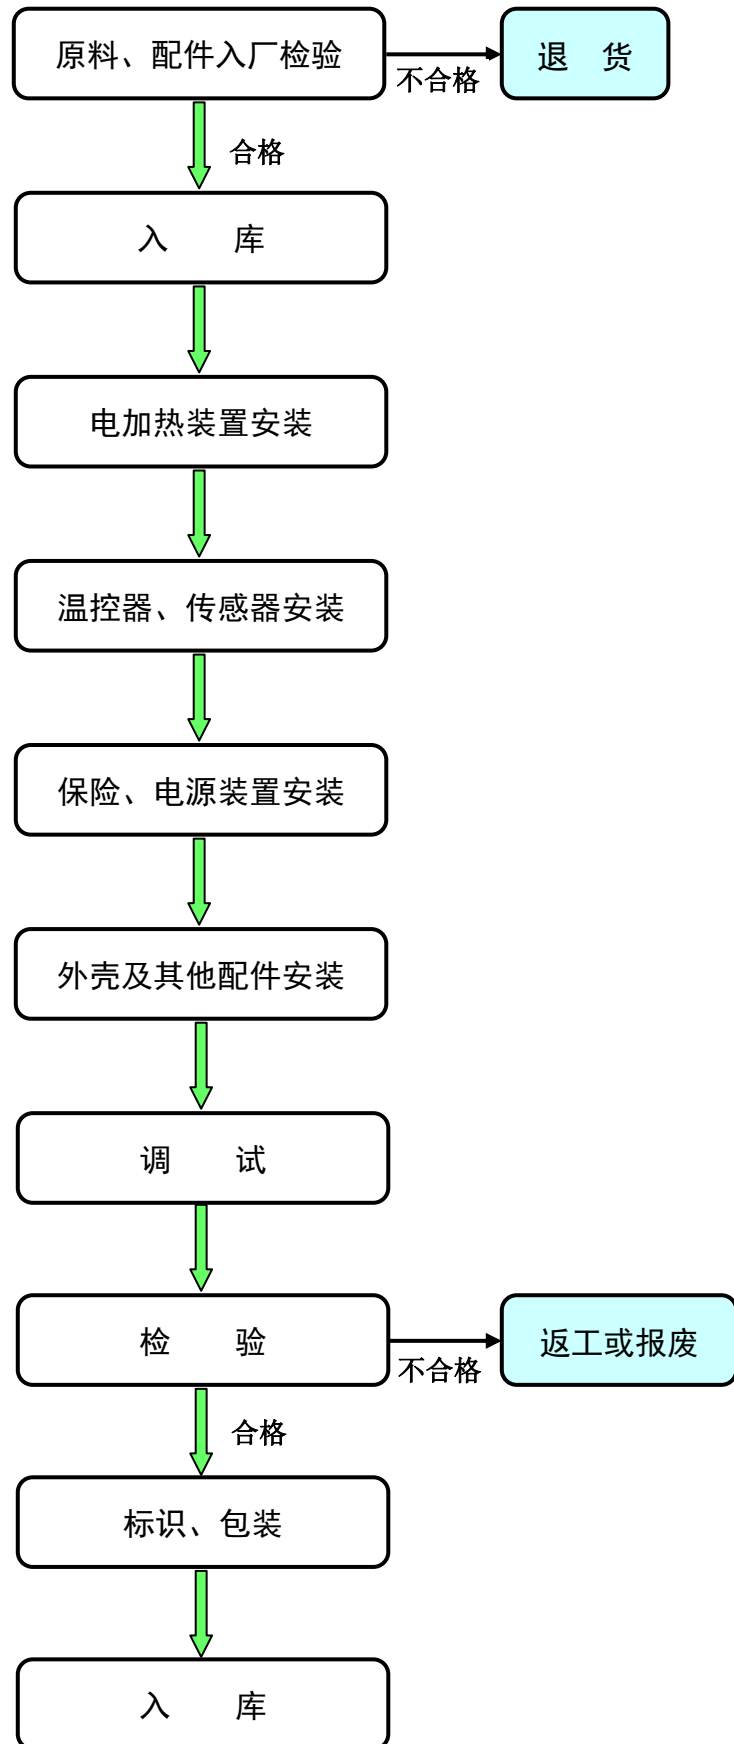 原料、配件入厂检验
不合格
退 货
合格
入 库
电加热装置安装
温控器、传感器安装
保险、电源装置安装
外壳及其他配件安装
调 试
检 验
不合格
返工或报废
合格
标识、包装
入 库